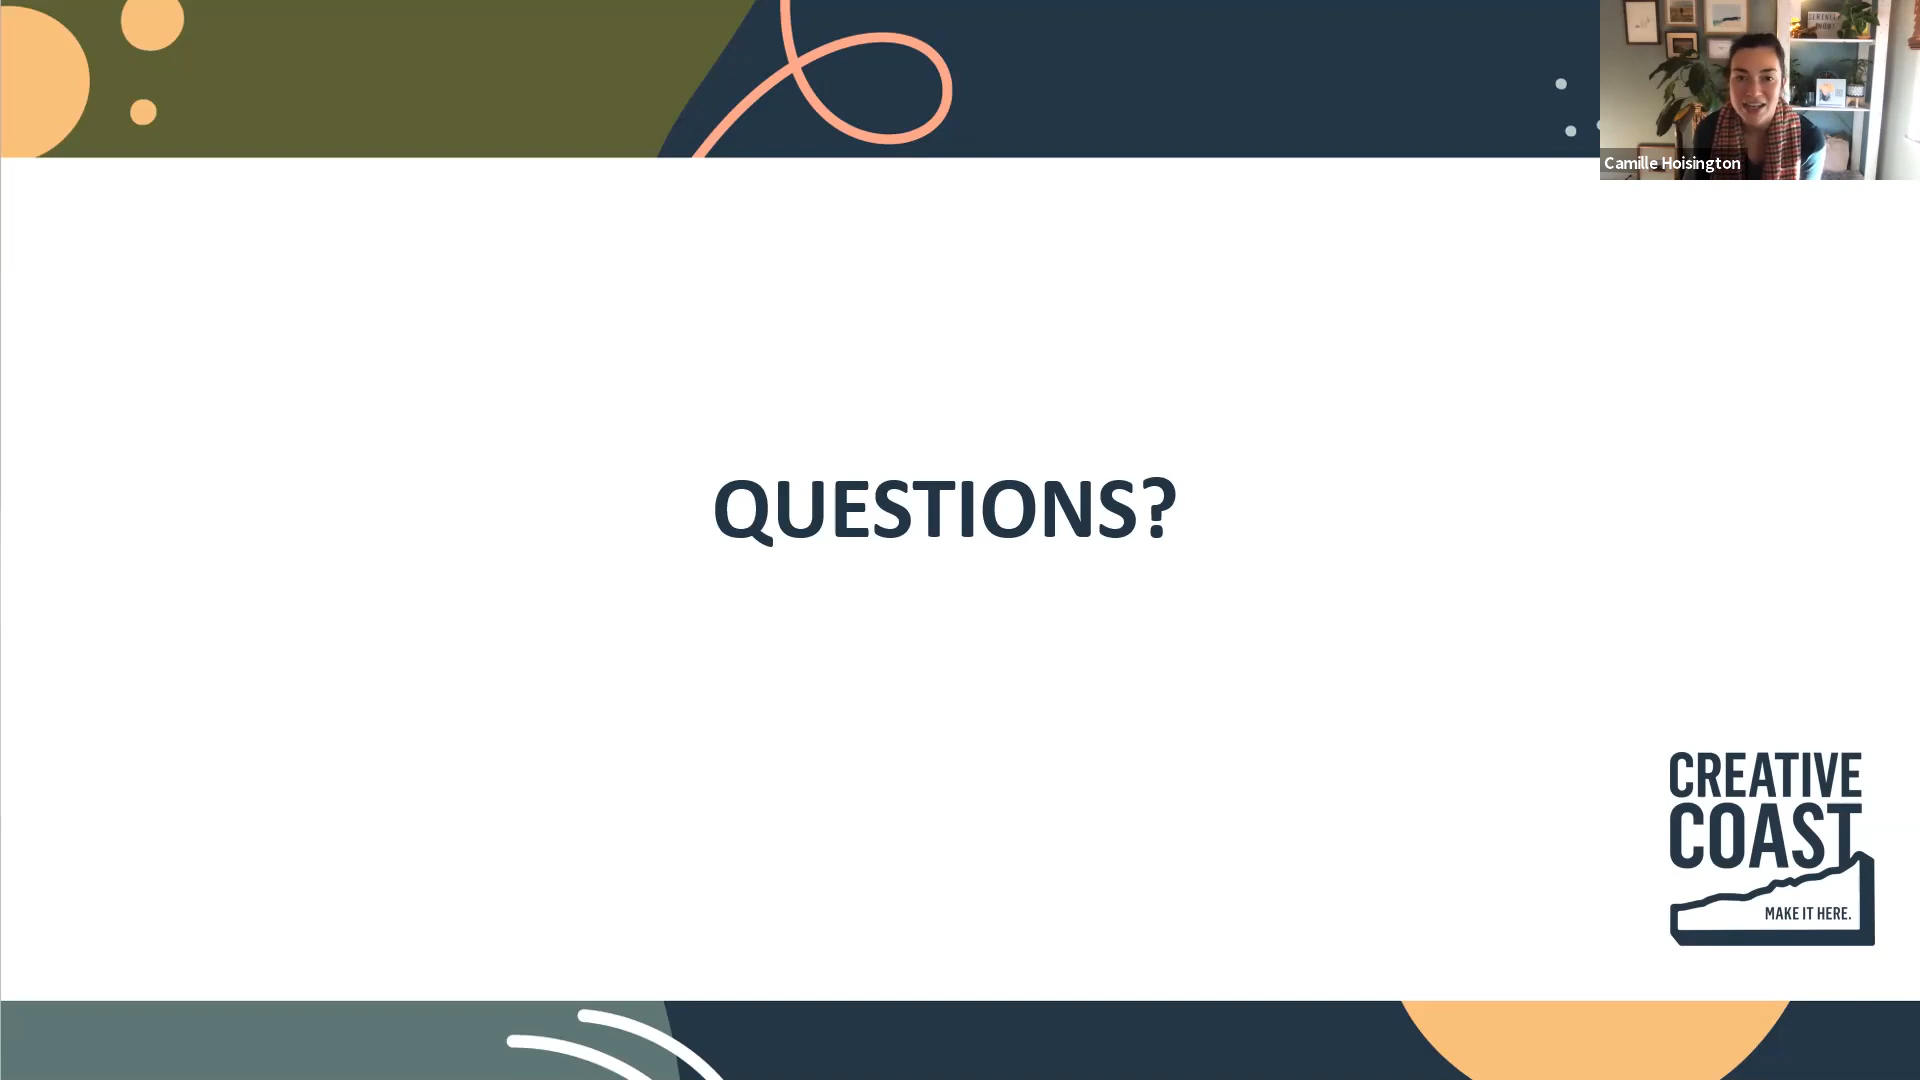 Camille Hoisington
QUESTIONS?
CREATIVE
COAST
MAKE IT HERE.